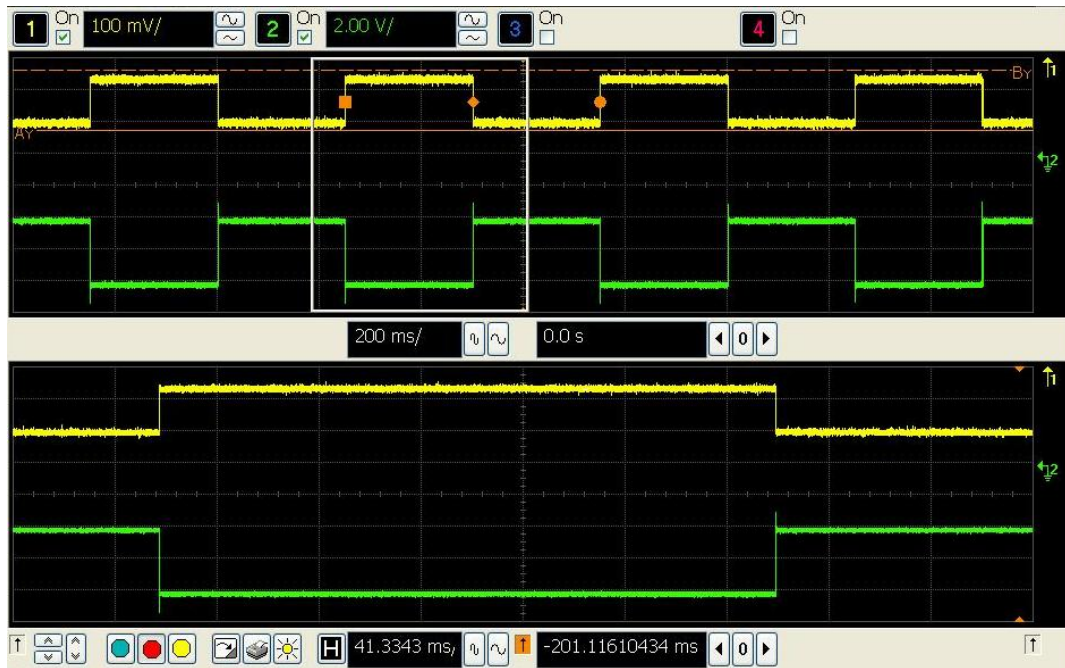 1 On 100 mV/ 2 On 2.00 V/ 3 On 4 On
BY 1
AY
2
200 ms/ 0.0 s 0
1
2
H 41.3343 ms/ -201.11610434 ms 0